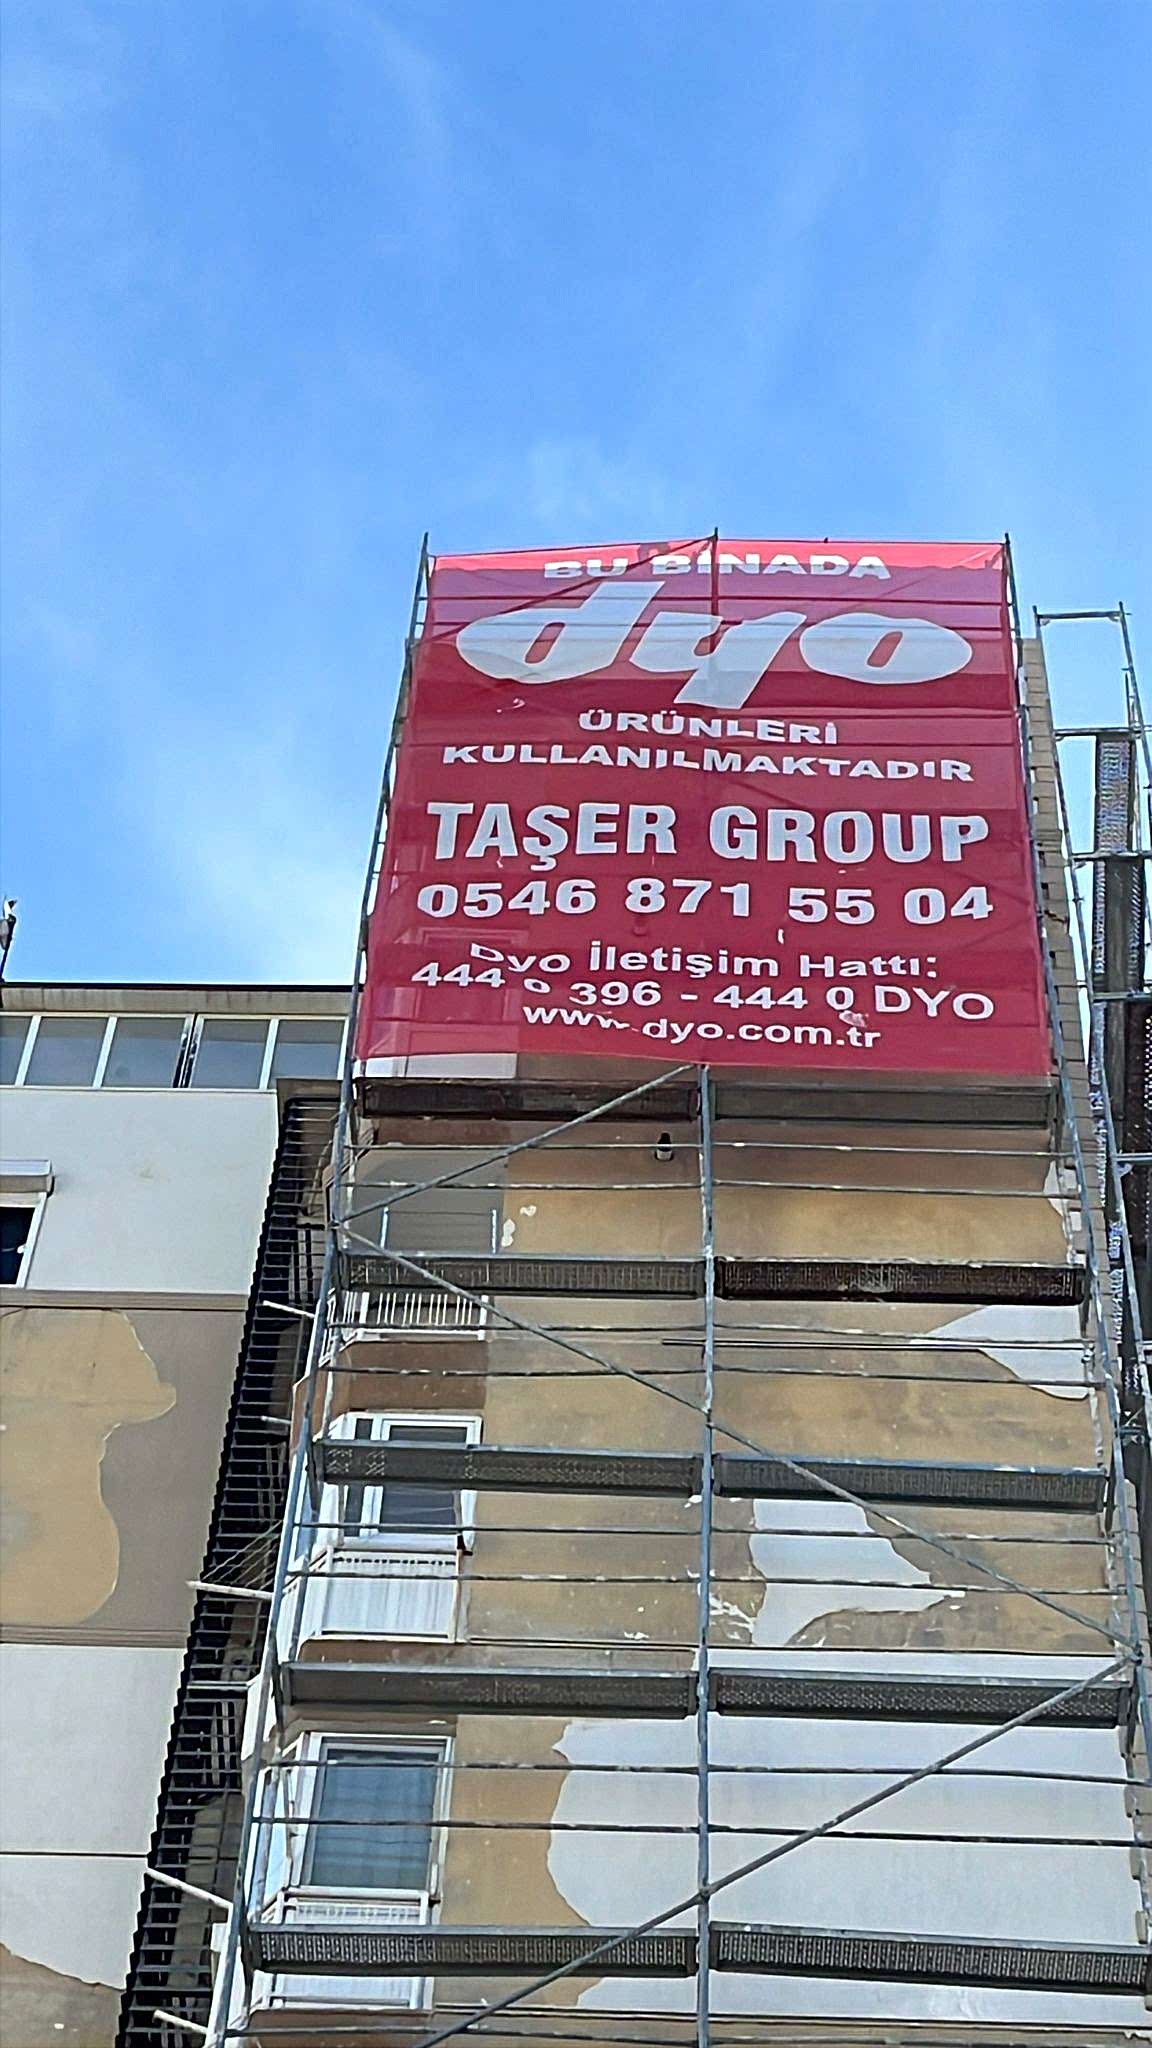 BU BİNADA
dyo
ÜRÜNLERİ
KULLANILMAKTADIR
TAŞER GROUP
0546 871 55 04
Dyo İletişim Hattı:
444 0 396 - 444 0 DYO
www.dyo.com.tr